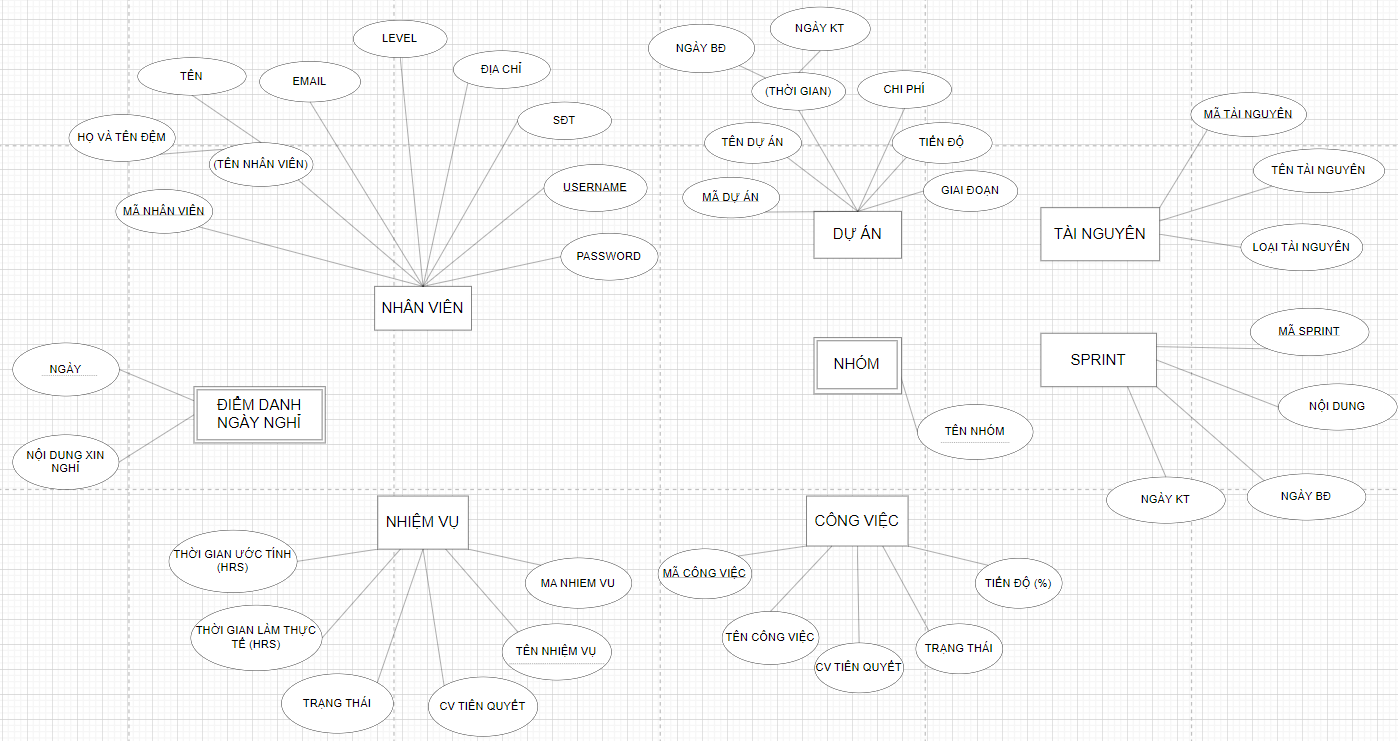 LEVEL
NGÀY KT
NGÀY BĐ
TÊN
EMAIL
ĐỊA CHỈ
(THỜI GIAN)
CHI PHÍ
MÃ TÀI NGUYÊN
SĐT
HỌ VÀ TÊN ĐỆM
(TÊN NHÂN VIÊN)
TÊN DỰ ÁN
TIẾN ĐỘ
TÊN TÀI NGUYÊN
USERNAME
GIAI ĐOẠN
MÃ DỰ ÁN
MÃ NHÂN VIÊN
DỰ ÁN
TÀI NGUYÊN
LOẠI TÀI NGUYÊN
PASSWORD
NHÂN VIÊN
MÃ SPRINT
NGÀY
NHÓM
SPRINT
ĐIỂM DANH
NGÀY NGHỈ
NỘI DUNG
TÊN NHÓM
NỘI DUNG XIN
NGHỈ
NGÀY KT
NGÀY BĐ
NHIỆM VỤ
CÔNG VIỆC
THỜI GIAN ƯỚC TÍNH
(HRS)
MA NHIEM VU
MÃ CÔNG VIỆC
TIẾN ĐỘ (%)
THỜI GIAN LÀM THỰC
TẾ (HRS)
TÊN NHIỆM VỤ
TÊN CÔNG VIỆC
TRẠNG THÁI
CV TIÊN QUYẾT
TRẠNG THÁI
CV TIÊN QUYẾT